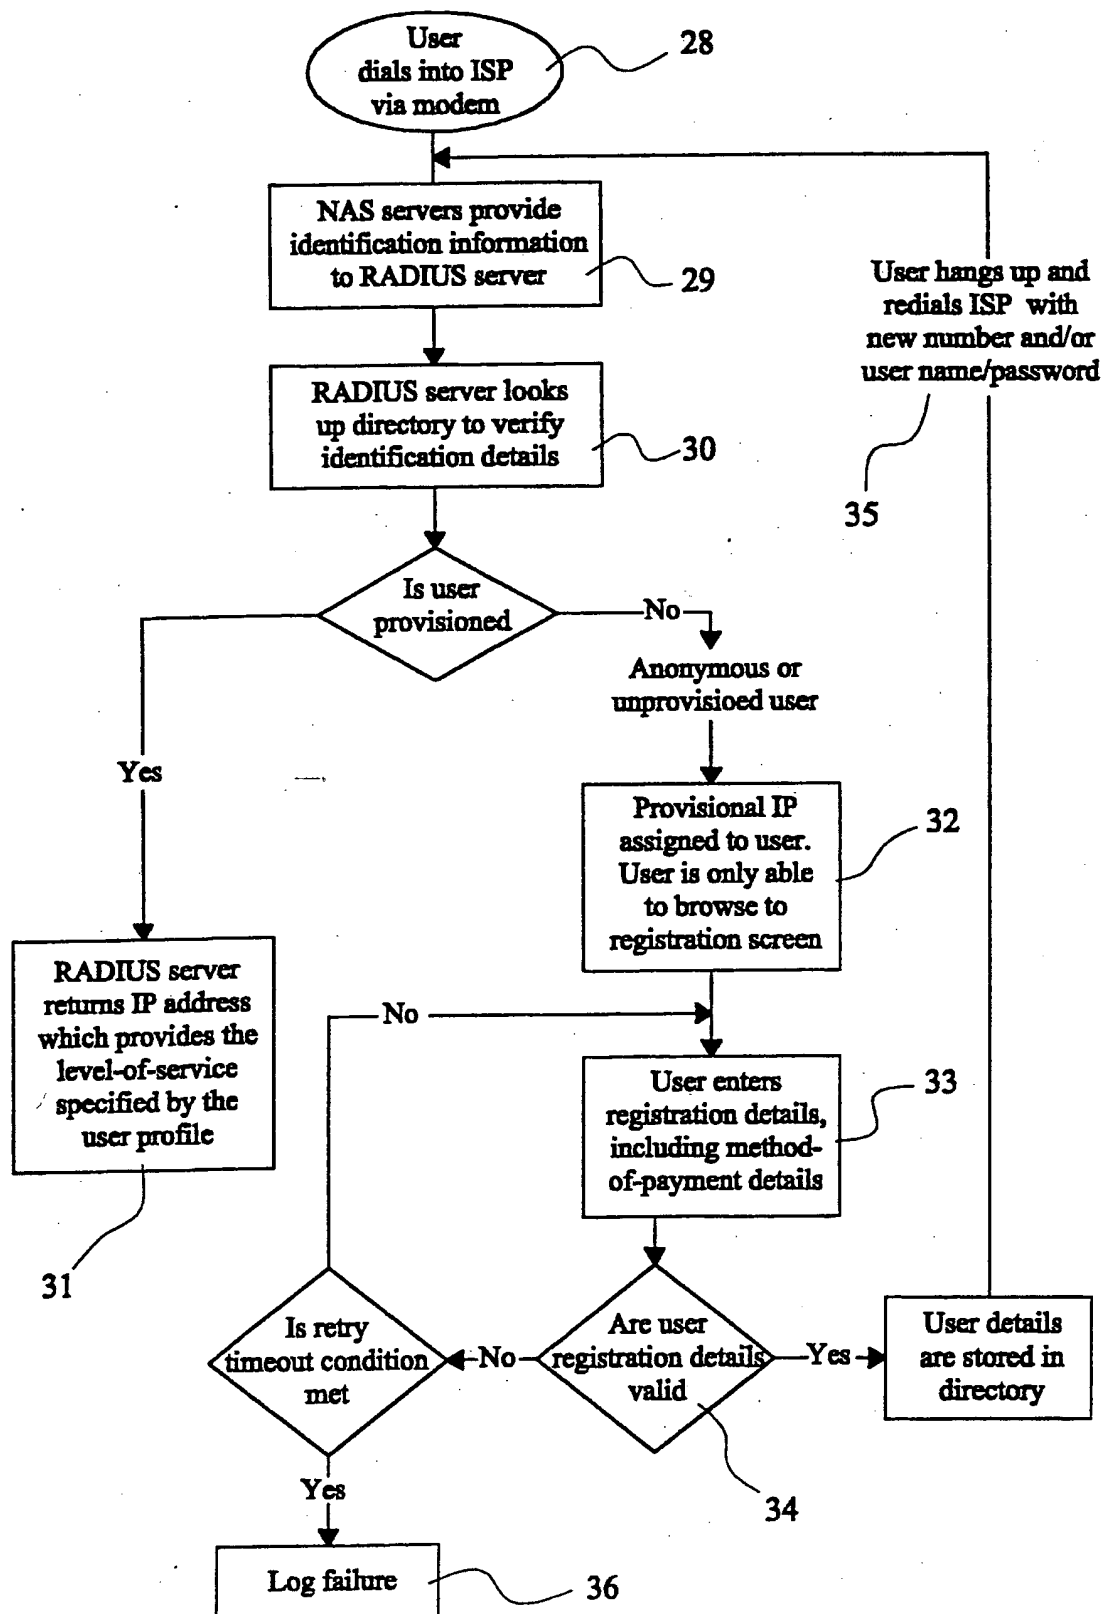 User
dials into ISP
via modem
28
NAS servers provide
identification information
to RADIUS server
29
User hangs up and
redials ISP with
new number and/or
user name/password
35
RADIUS server looks
up directory to verify
identification details
30
Is user
provisioned
No
Anonymous or
unprovisioed user
Yes
Provisional IP
assigned to user.
User is only able
to browse to
registration screen
32
RADIUS server
returns IP address
which provides the
level-of-service
specified by the
user profile
31
No
User enters
registration details,
including method-
of-payment details
33
Is retry
timeout condition
met
No
Are user
registration details
valid
34
Yes
User details
are stored in
directory
Yes
Log failure
36